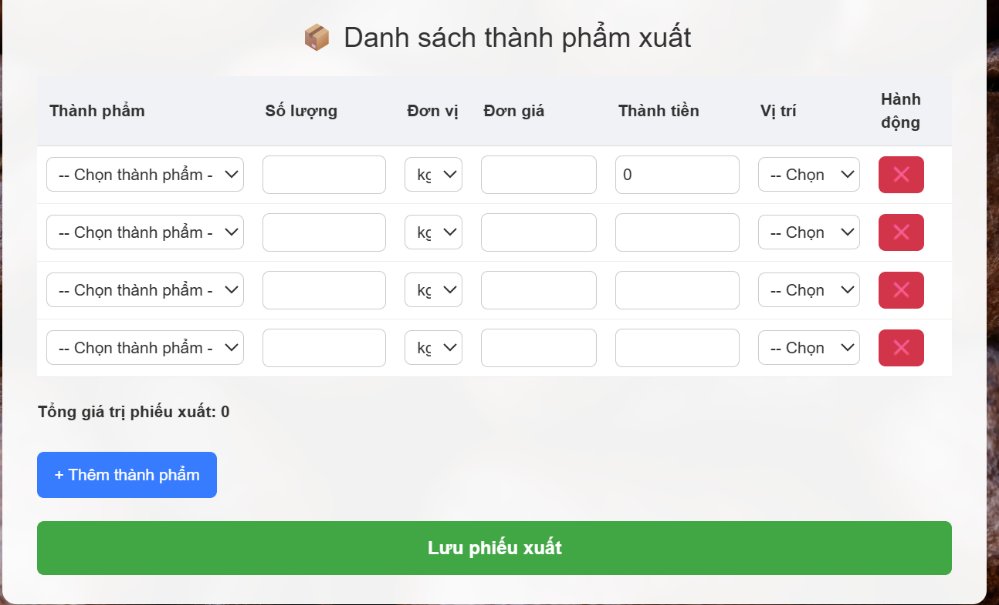 Danh sách thành phẩm xuất
Thành phẩm Số lượng Đơn vị Đơn giá Thành tiền Vị trí Hành động
-- Chọn thành phẩm - kg 0 -- Chọn
-- Chọn thành phẩm - kg -- Chọn
-- Chọn thành phẩm - kg -- Chọn
-- Chọn thành phẩm - kg -- Chọn
Tổng giá trị phiếu xuất: 0
+ Thêm thành phẩm
Lưu phiếu xuất